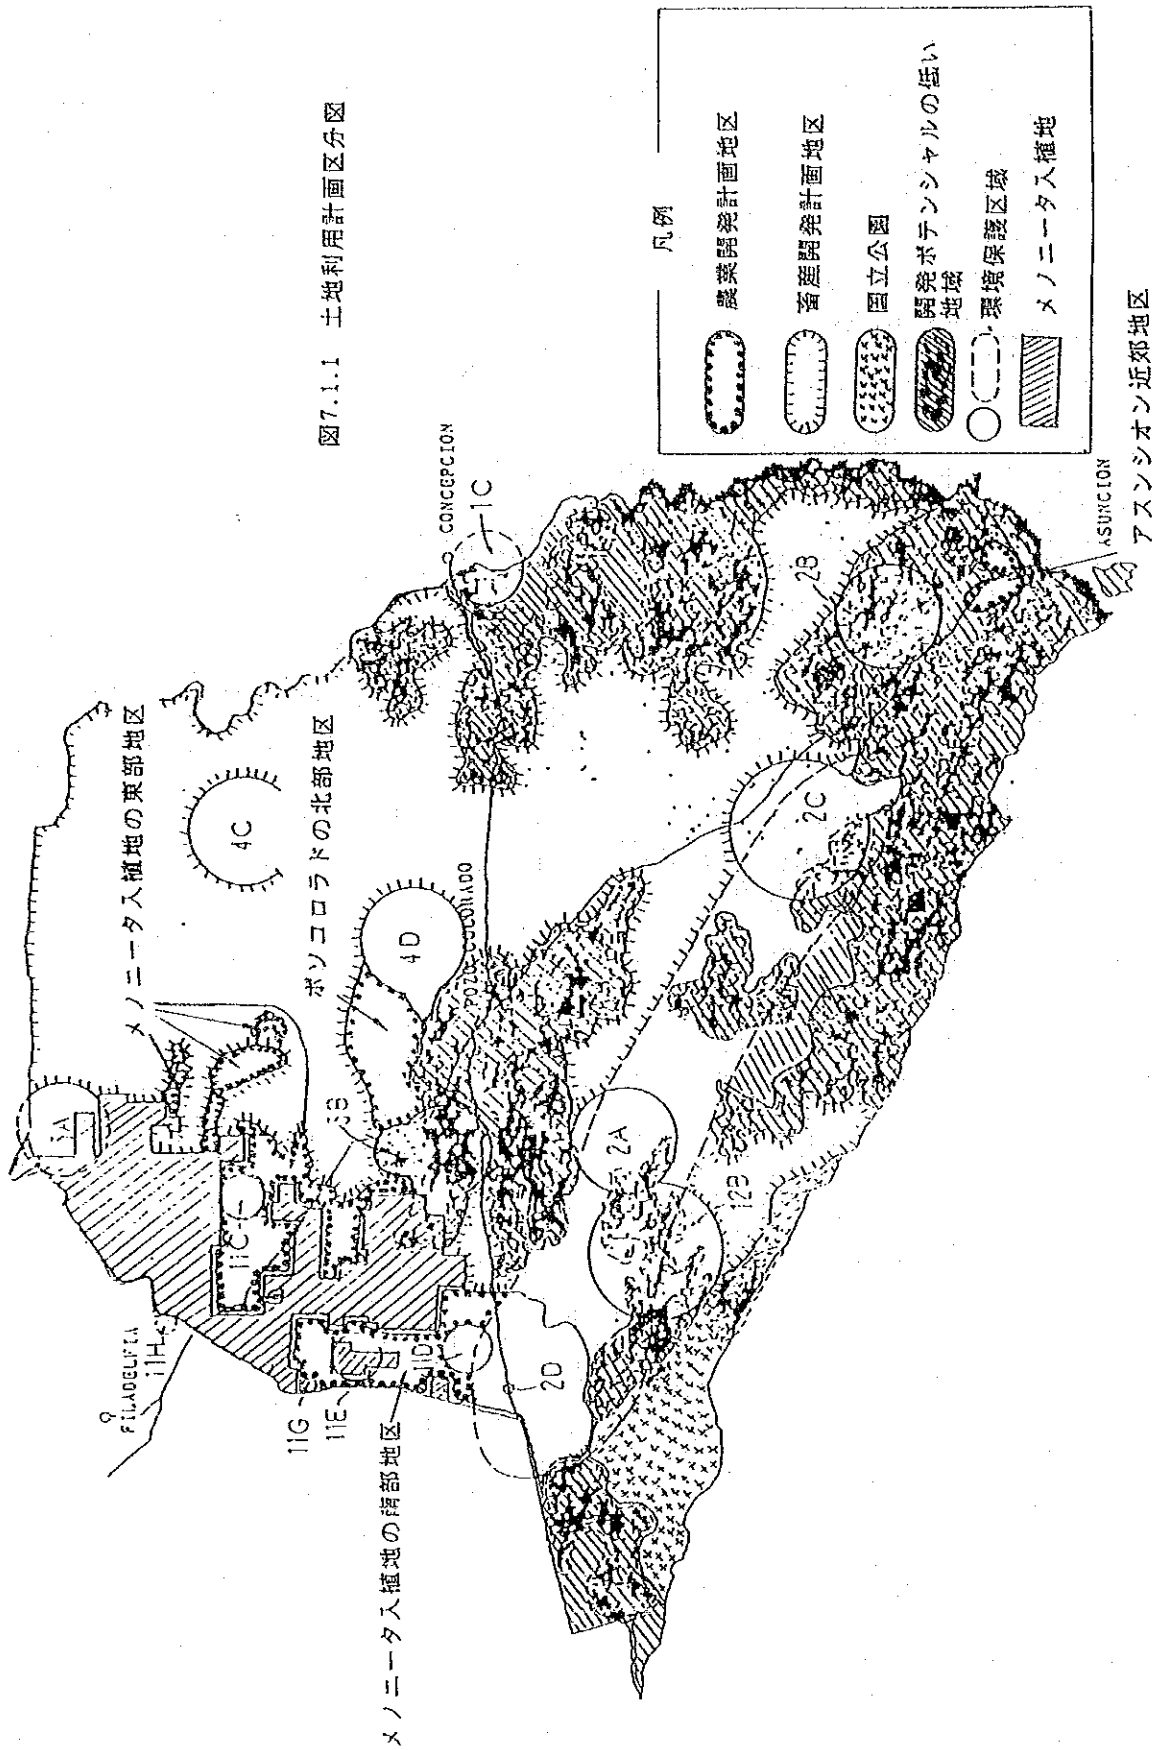 図7.1.1 土地利用計画区分図
凡例
農業開発計画地区
畜産開発計画地区
国立公園
開発ポテンシャルの低い
地域
環境保護区域
メノニータ入植地
FILADELFIA
11H
メノニータ入植地の東部地区
4C
ポソコロラドの北部地区
11C
11G
11E
11D
メノニータ入植地の南部地区
4D
POZO COLORADO
CONCEPCION
1C
2D
2A
12B
2C
2B
ASUNCION
アスンシオン近郊地区